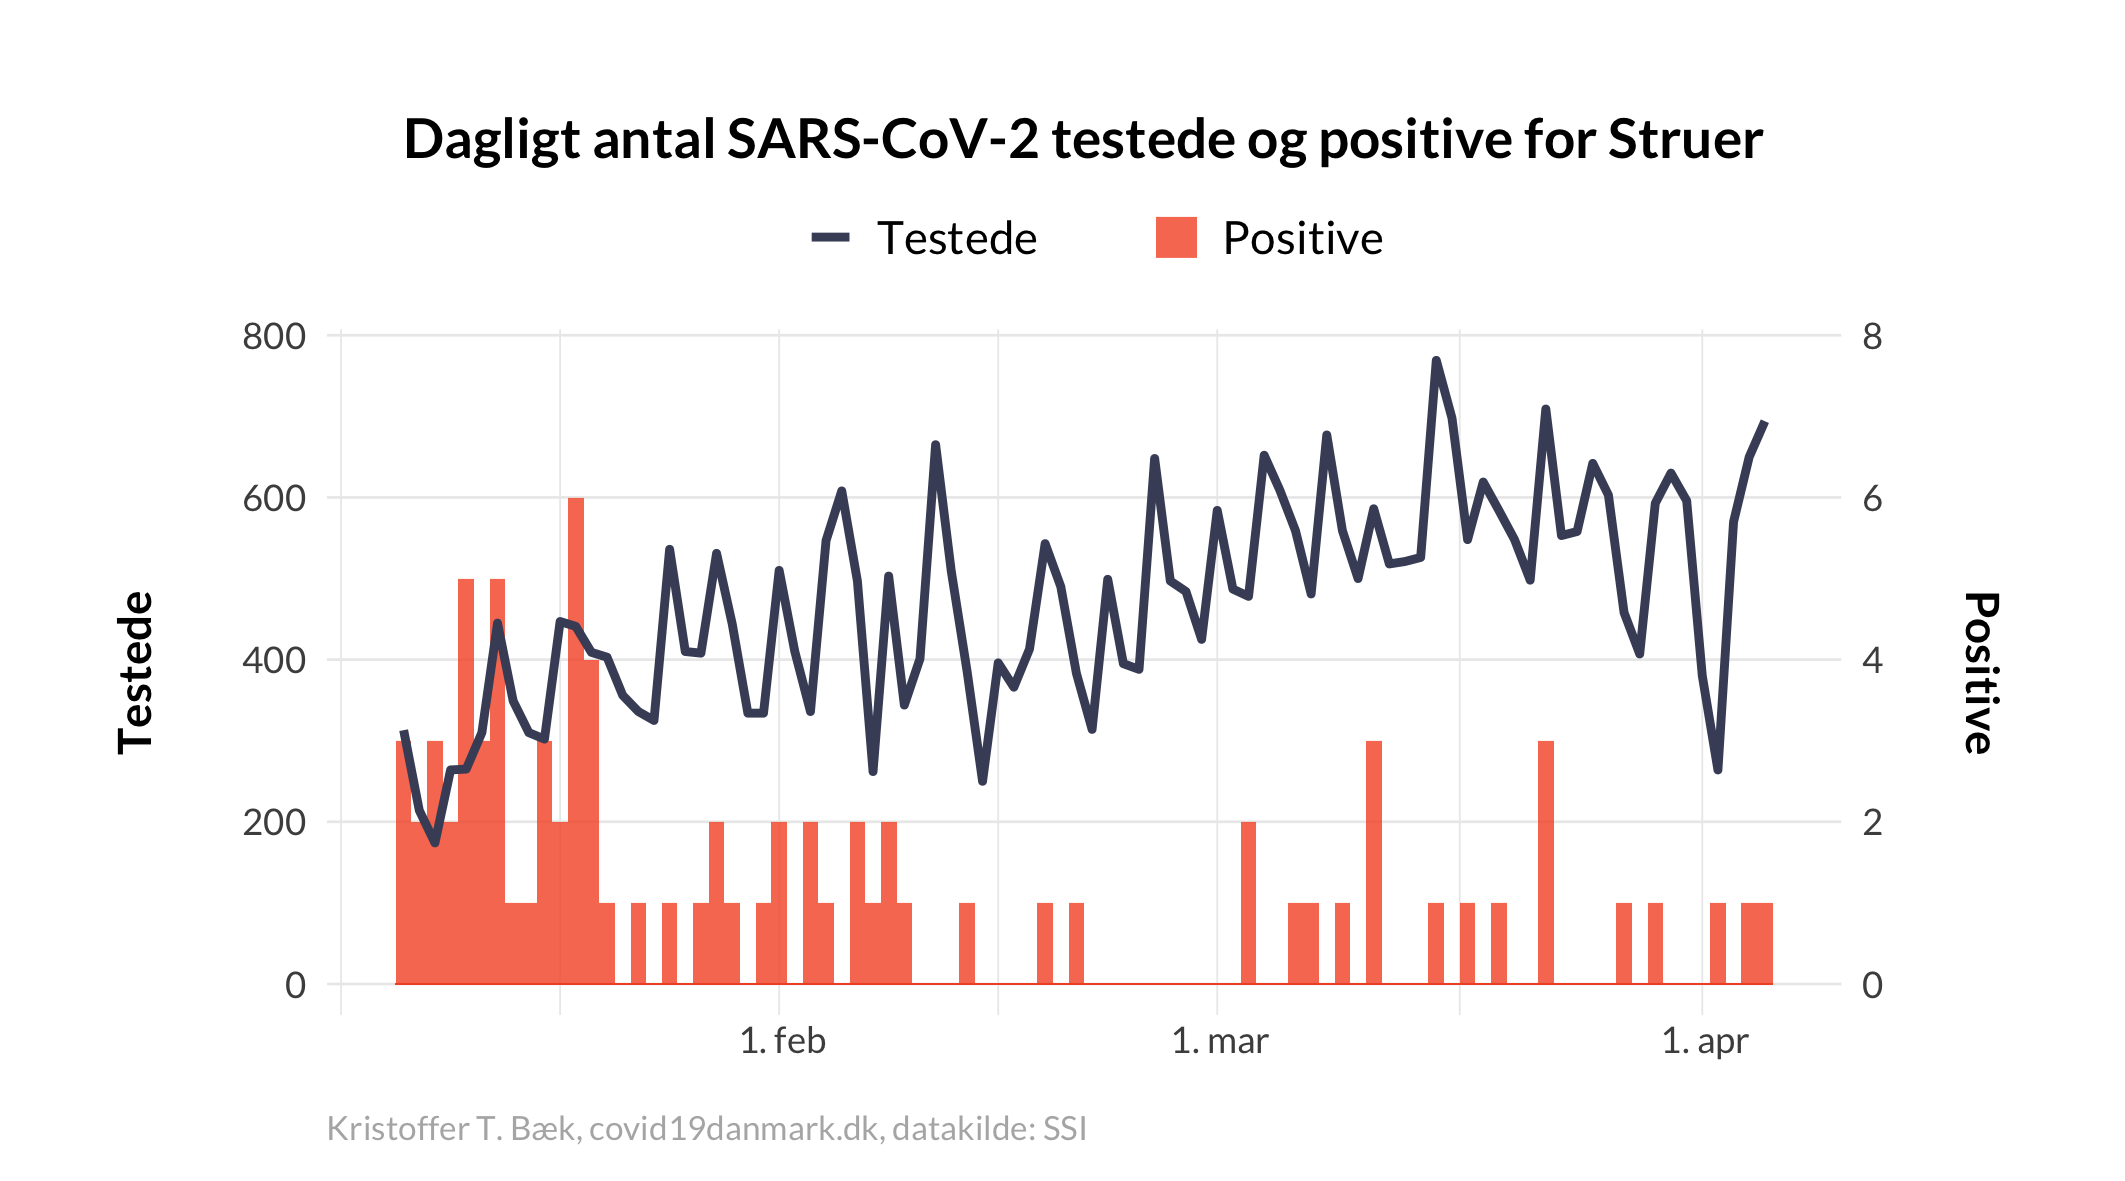 Dagligt antal SARS-CoV-2 testede og positive for Struer
Testede Positive
800 8
600 6
400 4
200 2
0 0
Testede
Positive
1. feb 1. mar 1. apr
Kristoffer T. Bæk, covid19danmark.dk, datakilde: SSI